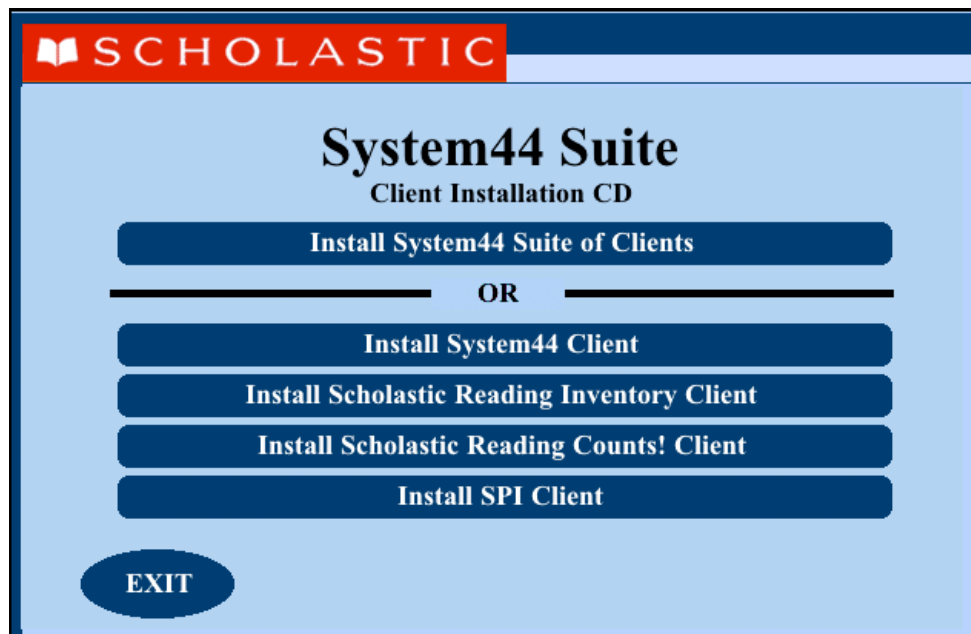 SCHOLASTIC
System44 Suite
Client Installation CD
Install System44 Suite of Clients
OR
Install System44 Client
Install Scholastic Reading Inventory Client
Install Scholastic Reading Counts! Client
Install SPI Client
EXIT